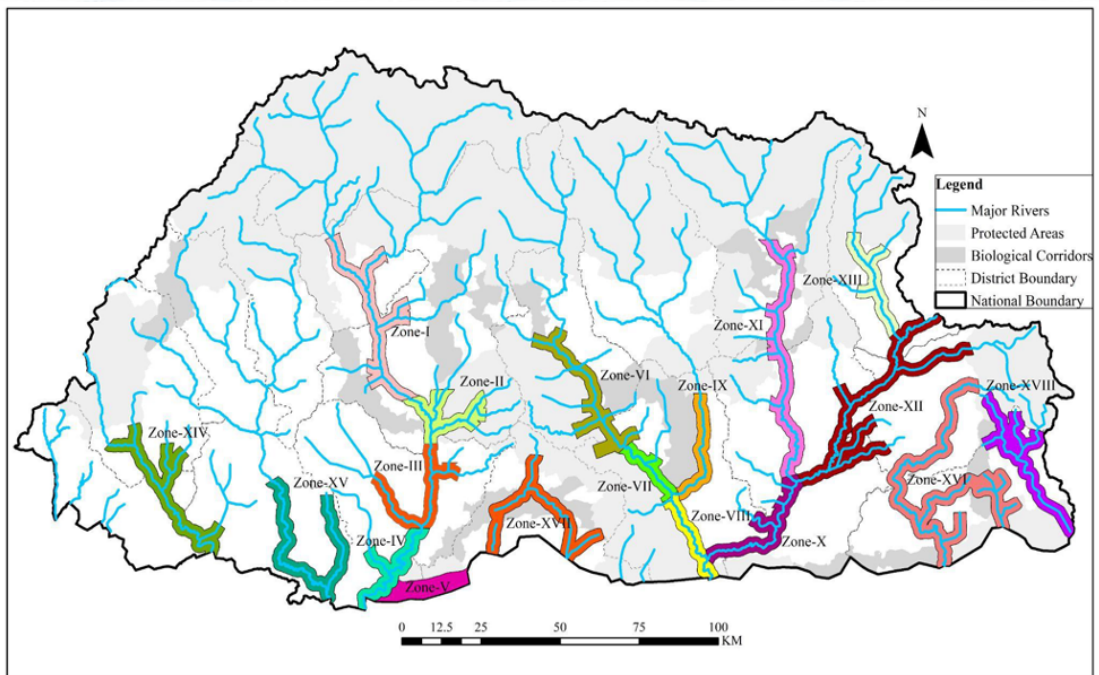 N
Legend
Major Rivers
Protected Areas
Biological Corridors
District Boundary
National Boundary
Zone-XIII
Zone-XI
Zone-I
Zone-II
Zone-VI
Zone-IX
Zone-XVIII
Zone-XII
Zone-XIV
Zone-III
Zone-XV
Zone-VII
Zone-XVI
Zone-XVII
Zone-VIII
Zone-IV
Zone-X
Zone-V
0 12.5 25 50 75 100
KM